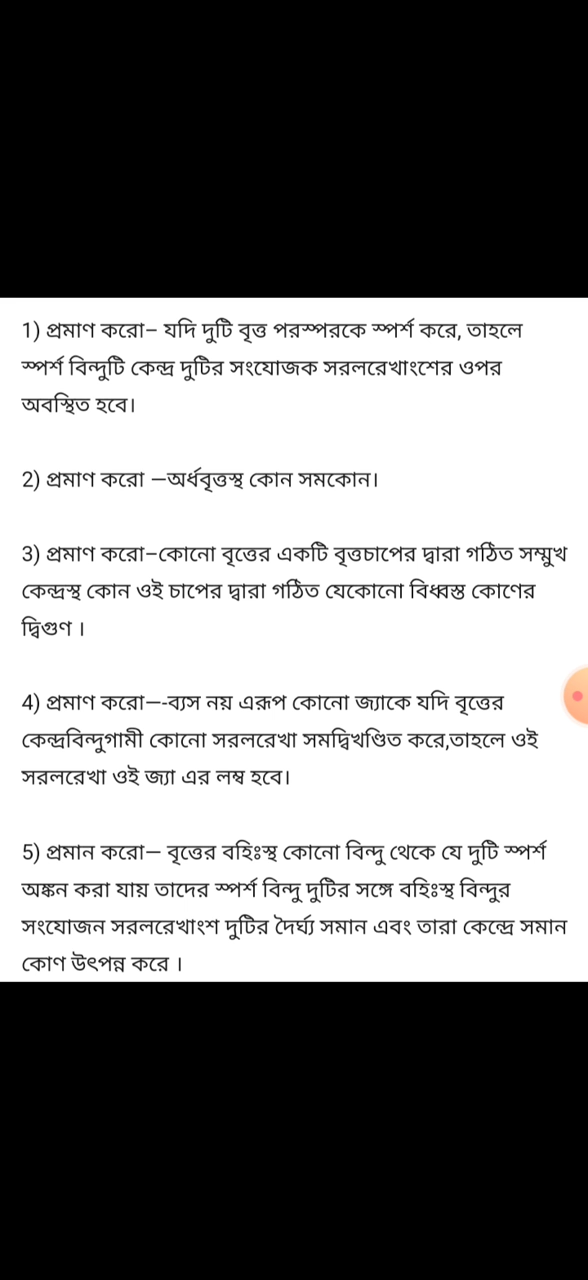 1) প্রমাণ করো– যদি দুটি বৃত্ত পরস্পরকে স্পর্শ করে, তাহলে
স্পর্শ বিন্দুটি কেন্দ্র দুটির সংযোজক সরলরেখাংশের ওপর
অবস্থিত হবে।
2) প্রমাণ করো —অর্ধবৃত্তস্থ কোন সমকোন।
3) প্রমাণ করো–কোনো বৃত্তের একটি বৃত্তচাপের দ্বারা গঠিত সম্মুখ
কেন্দ্রস্থ কোন ওই চাপের দ্বারা গঠিত যেকোনো বিধ্বস্ত কোণের
দ্বিগুণ ।
4) প্রমাণ করো—-ব্যস নয় এরূপ কোনো জ্যাকে যদি বৃত্তের
কেন্দ্রবিন্দুগামী কোনো সরলরেখা সমদ্বিখণ্ডিত করে,তাহলে ওই
সরলরেখা ওই জ্যা এর লম্ব হবে।
5) প্রমান করো— বৃত্তের বহিঃস্থ কোনো বিন্দু থেকে যে দুটি স্পর্শ
অঙ্কন করা যায় তাদের স্পর্শ বিন্দু দুটির সঙ্গে বহিঃস্থ বিন্দুর
সংযোজন সরলরেখাংশ দুটির দৈর্ঘ্য সমান এবং তারা কেন্দ্রে সমান
কোণ উৎপন্ন করে ।